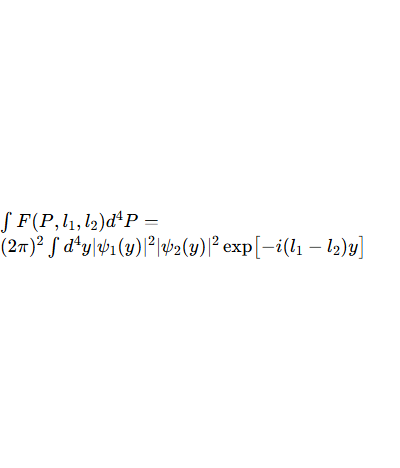 ∫ F(P, l₁, l₂)d⁴P =
(2π)² ∫ d⁴y|ψ₁(y)|²|ψ₂(y)|² exp[−i(l₁ − l₂)y]